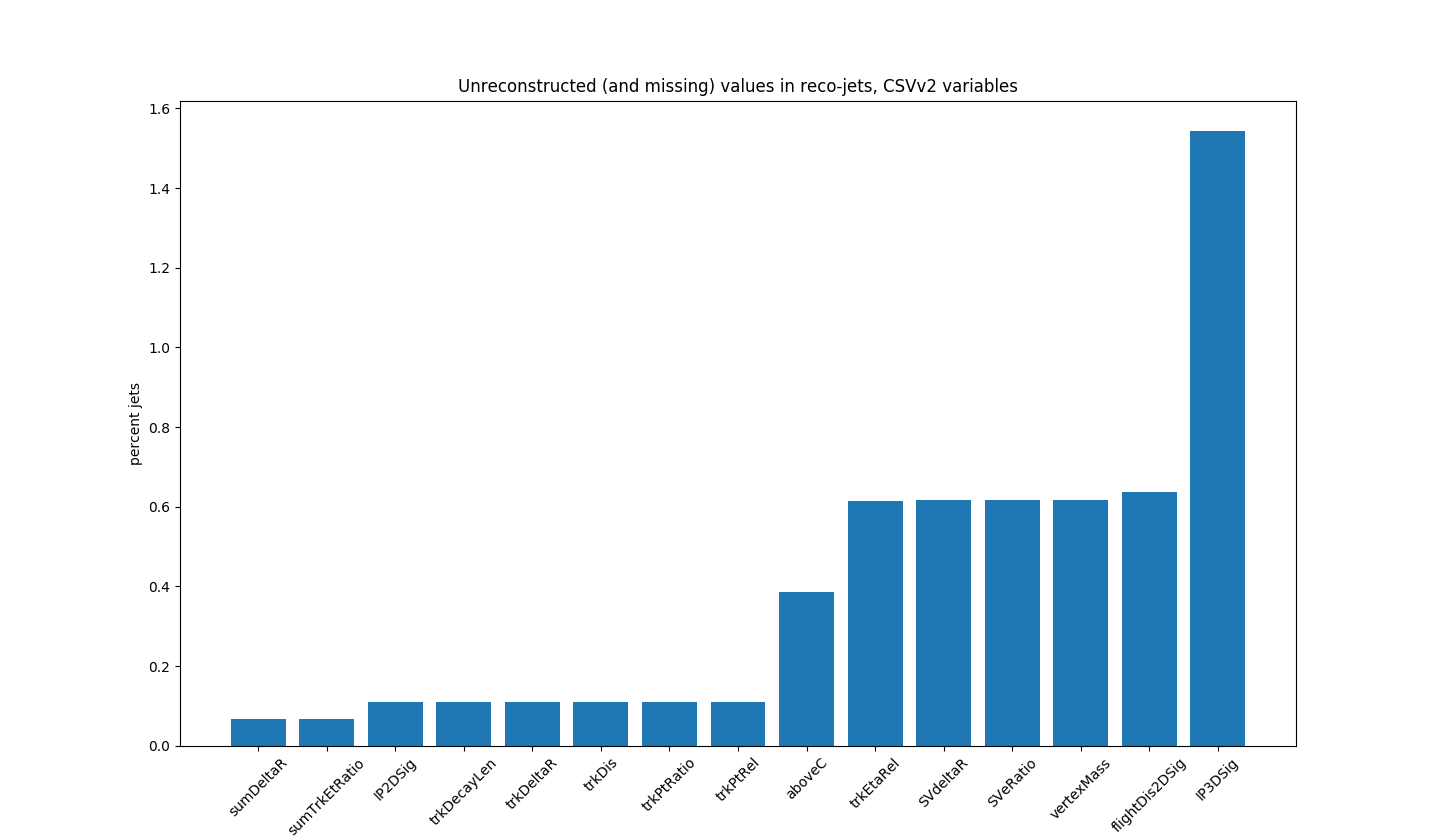 Unreconstructed (and missing) values in reco-jets, CSVv2 variables
percent jets
1.6
1.4
1.2
1.0
0.8
0.6
0.4
0.2
0.0
sumDeltaR
sumTrkEtRatio
IP2DSig
trkDecayLen
trkDeltaR
trkDis
trkPtRatio
trkPtRel
aboveC
trkEtaRel
SVdeltaR
SVeRatio
vertexMass
flightDis2DSig
IP3DSig